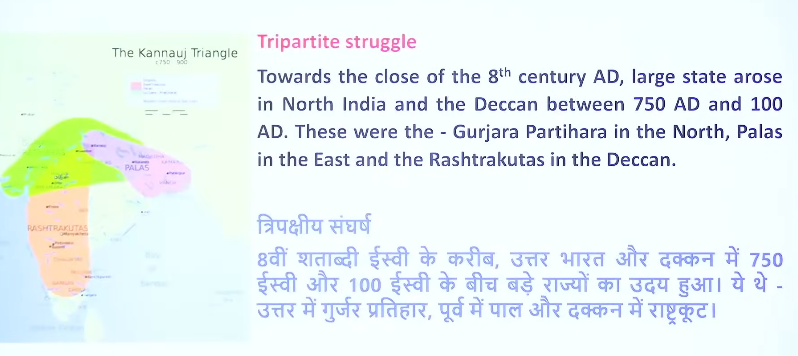 The Kannauj Triangle
PALAS
RASHTRAKUTAS
Tripartite struggle
Towards the close of the 8th century AD, large state arose
in North India and the Deccan between 750 AD and 100
AD. These were the - Gurjara Partihara in the North, Palas
in the East and the Rashtrakutas in the Deccan.
त्रिपक्षीय संघर्ष
8वीं शताब्दी ईस्वी के करीब, उत्तर भारत और दक्कन में 750
ईस्वी और 100 ईस्वी के बीच बड़े राज्यों का उदय हुआ। ये थे -
उत्तर में गुर्जर प्रतिहार, पूर्व में पाल और दक्कन में राष्ट्रकूट।